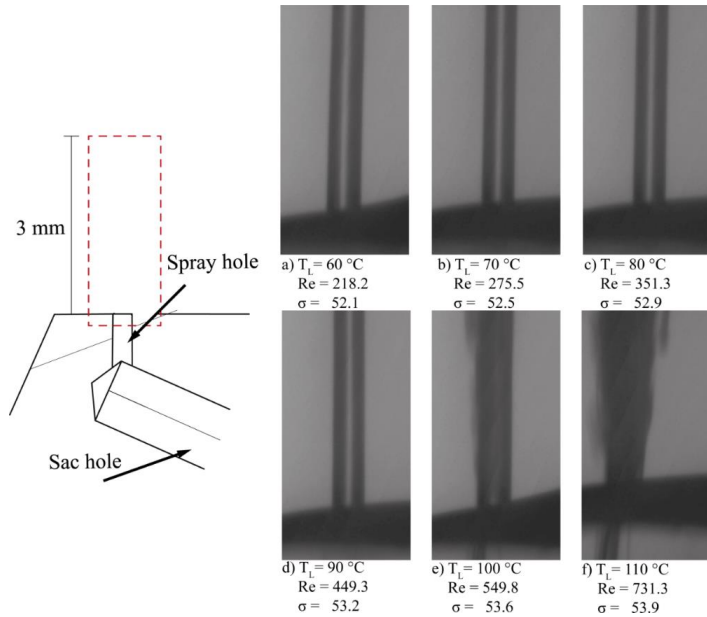 3 mm
Spray hole
Sac hole
a) T_L= 60 °C
Re = 218.2
σ = 52.1
b) T_L= 70 °C
Re = 275.5
σ = 52.5
c) T_L= 80 °C
Re = 351.3
σ = 52.9
d) T_L= 90 °C
Re = 449.3
σ = 53.2
e) T_L= 100 °C
Re = 549.8
σ = 53.6
f) T_L= 110 °C
Re = 731.3
σ = 53.9